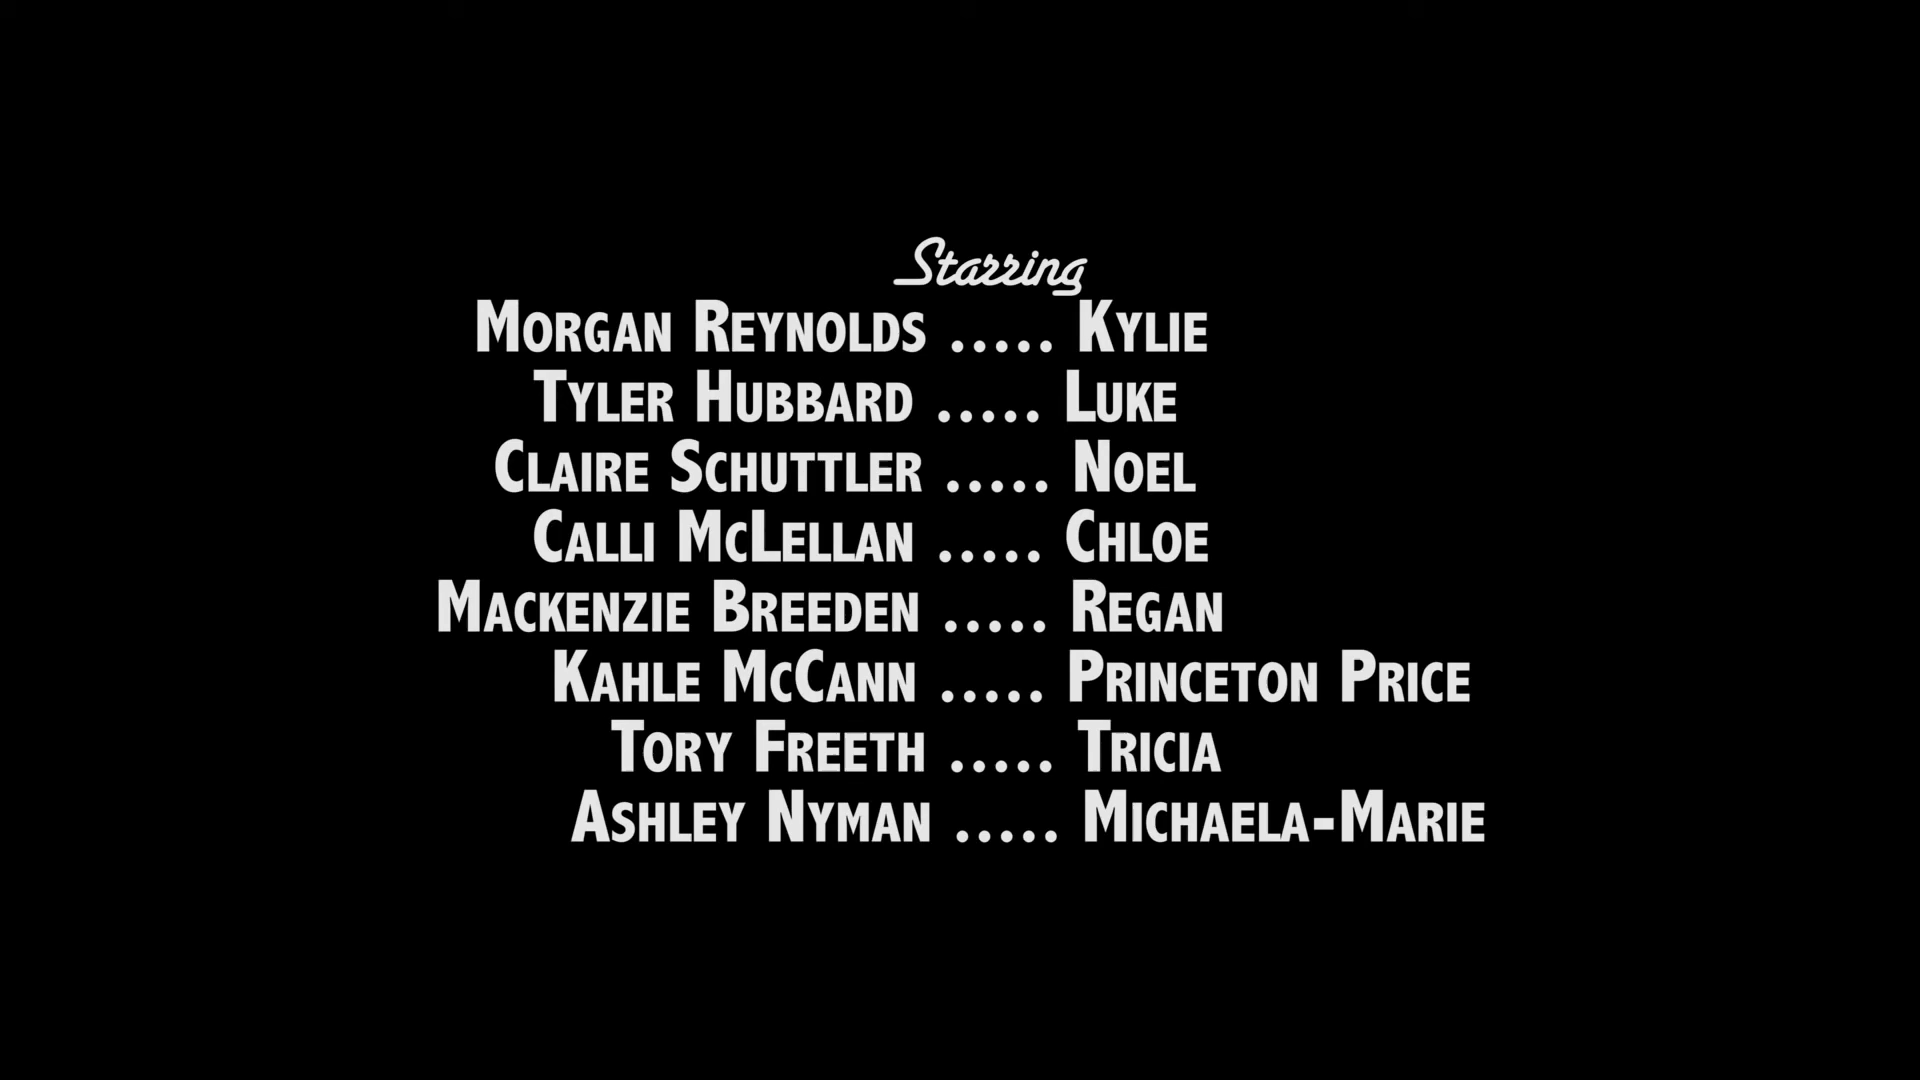 Starring
Morgan Reynolds ..... Kylie
Tyler Hubbard ..... Luke
Claire Schuttler ..... Noel
Calli McLellan ..... Chloe
Mackenzie Breeden ..... Regan
Kahle McCann ..... Princeton Price
Tory Freeth ..... Tricia
Ashley Nyman ..... Michaela-Marie